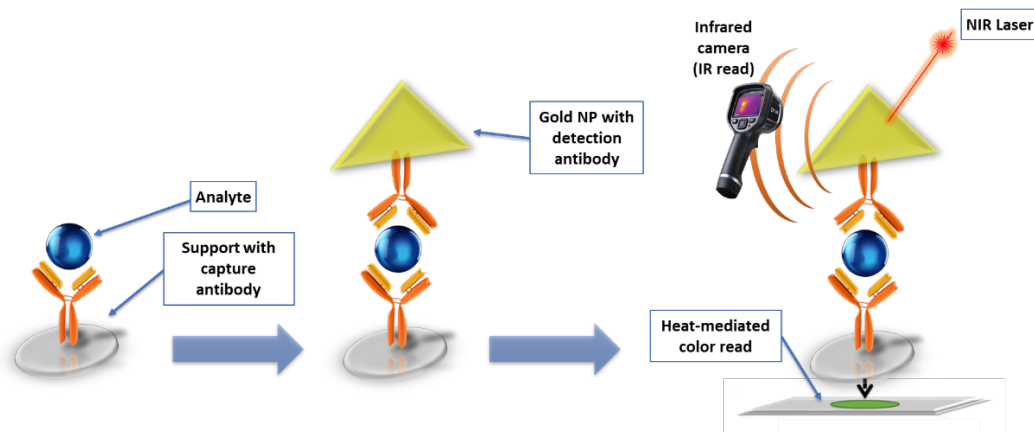 Analyte
Support with
capture
antibody
Gold NP with
detection
antibody
Infrared
camera
(IR read)
NIR Laser
Heat-mediated
color read